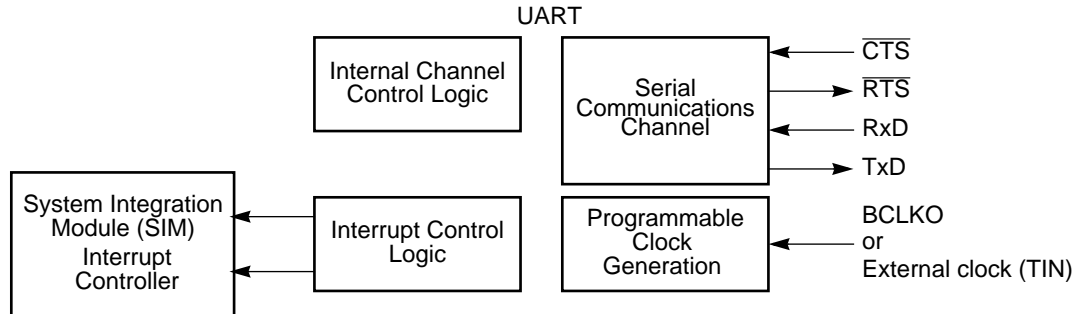 UART
Internal Channel
Control Logic
Serial
Communications
Channel
CTS
RTS
RxD
TxD
System Integration
Module (SIM)
Interrupt
Controller
Interrupt Control
Logic
Programmable
Clock
Generation
BCLKO
or
External clock (TIN)